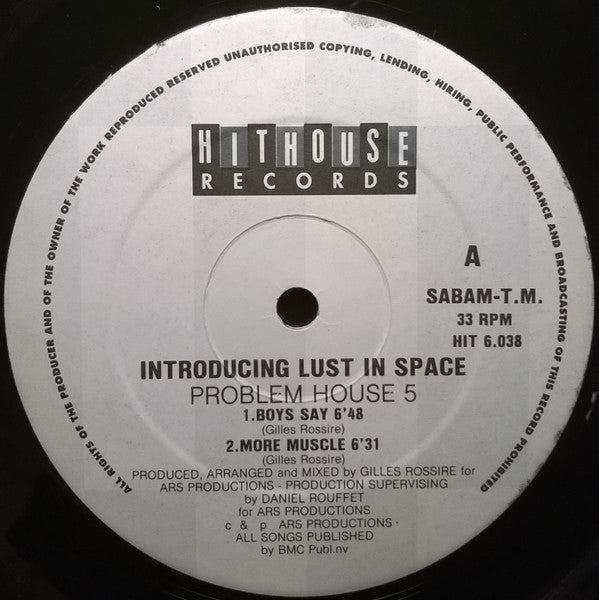 ALL RIGHTS OF THE PRODUCER AND OF THE OWNER OF THE WORK REPRODUCED RESERVED UNAUTHORISED COPYING, LENDING, HIRING, PUBLIC PERFORMANCE AND BROADCASTING OF THIS RECORD PROHIBITED
HITHOUSE
RECORDS
A
SABAM-T.M.
33 RPM
HIT 6.038
INTRODUCING LUST IN SPACE
PROBLEM HOUSE 5
1.BOYS SAY 6'48
(Gilles Rossire)
2.MORE MUSCLE 6'31
(Gilles Rossire)
PRODUCED, ARRANGED and MIXED by GILLES ROSSIRE for
ARS PRODUCTIONS - PRODUCTION SUPERVISING
by DANIEL ROUFFET
for ARS PRODUCTIONS
c & p ARS PRODUCTIONS -
ALL SONGS PUBLISHED
by BMC Publ.nv